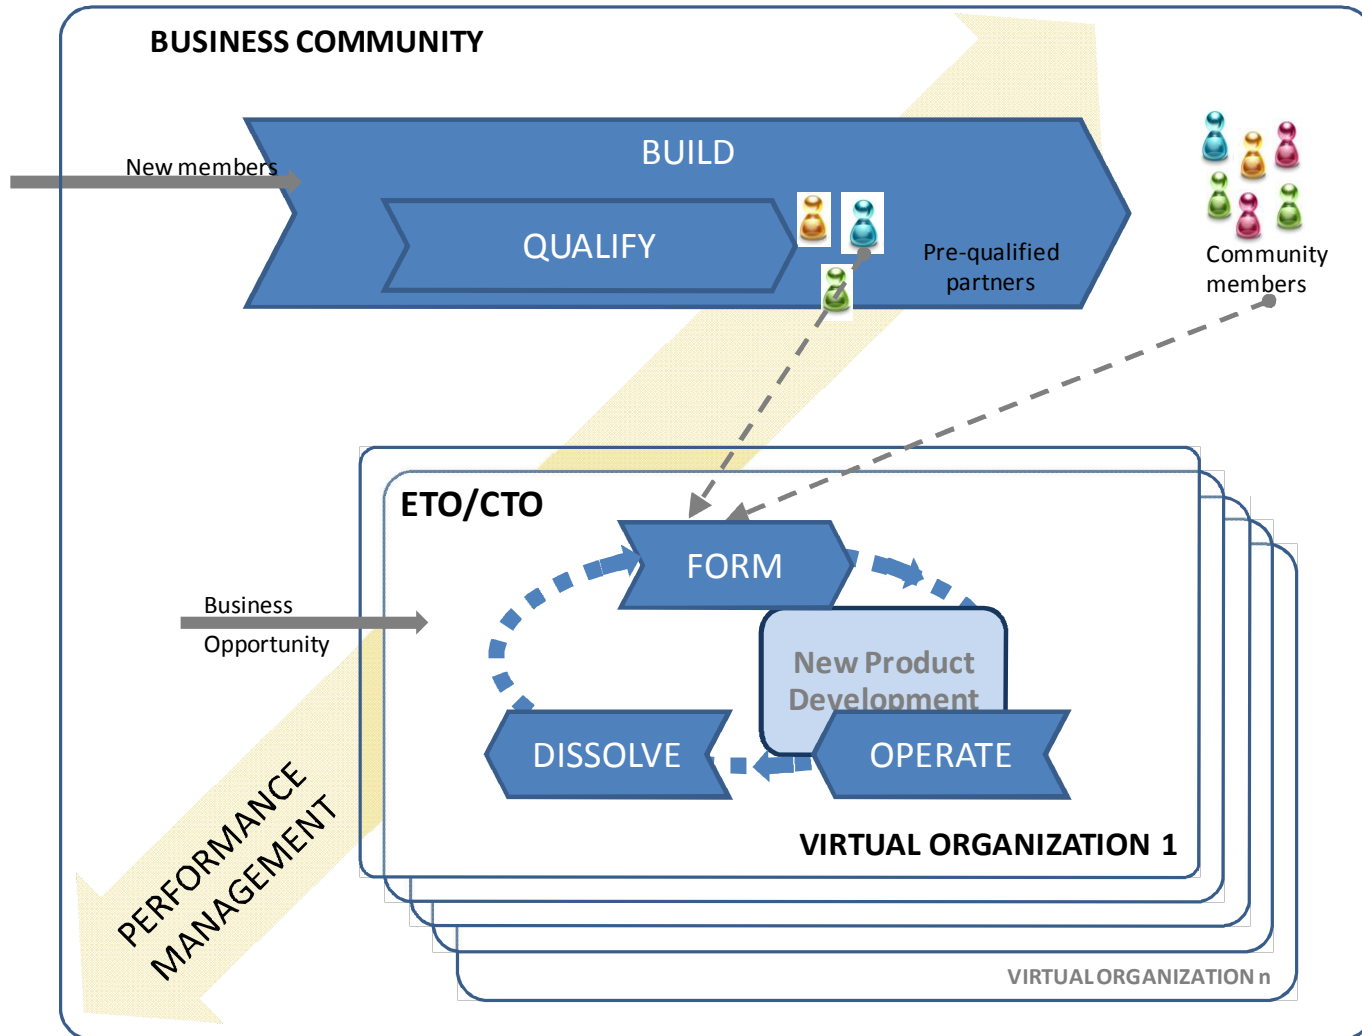 BUSINESS COMMUNITY
BUILD
New members
QUALIFY
Pre-qualified
partners
Community
members
ETO/CTO
FORM
Business
Opportunity
New Product
Development
DISSOLVE
OPERATE
PERFORMANCE
MANAGEMENT
VIRTUAL ORGANIZATION 1
VIRTUAL ORGANIZATION n